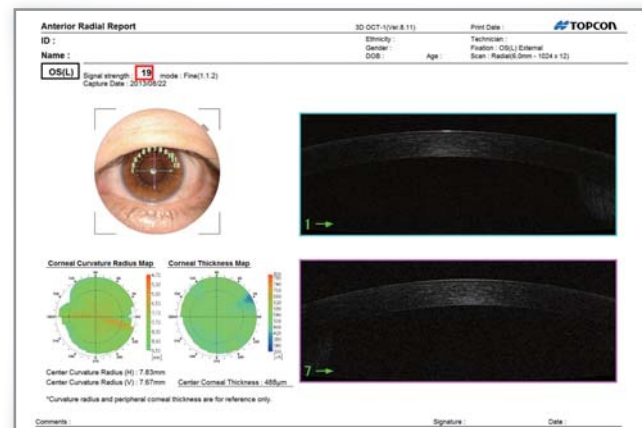 Anterior Radial Report
3D OCT-1(Ver.8.11)
Print Date :
TOPCON
ID :
Ethnicity :
Technician :
Gender :
Fixation : OS(L) External
Name :
DOB :
Age :
Scan : Radial(6.0mm - 1024 x 12)
OS(L)
Signal strength : 19 mode : Fine(1.1.2)
Capture Date : 2013/08/22
1
Corneal Curvature Radius Map
Corneal Thickness Map
7
Center Curvature Radius (H) : 7.83mm
Center Curvature Radius (V) : 7.67mm
Center Corneal Thickness : 488µm
*Curvature radius and peripheral corneal thickness are for reference only.
Comments :
Signature :
Date :